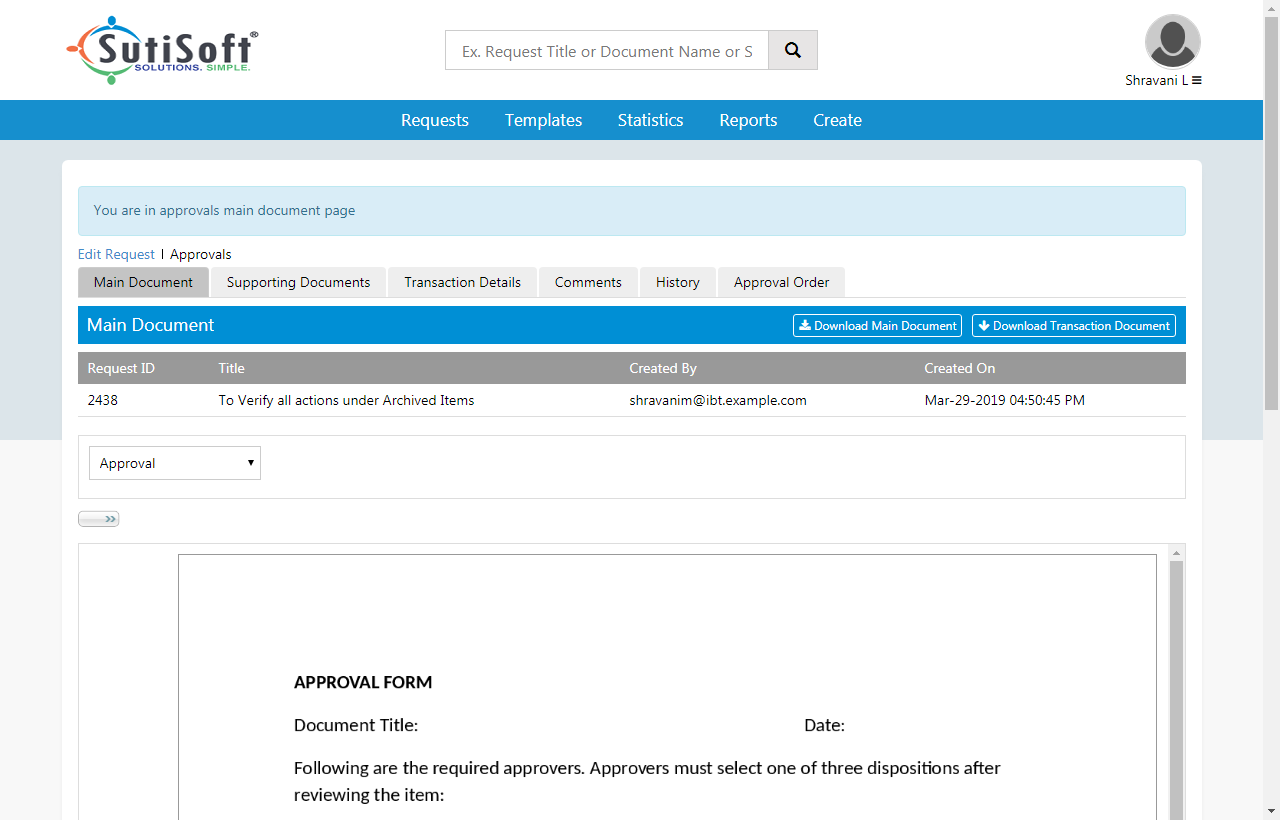 SutiSoft®
SOLUTIONS. SIMPLE.
Ex. Request Title or Document Name or S
Shravani L
Requests Templates Statistics Reports Create
You are in approvals main document page
Edit Request | Approvals
Main Document Supporting Documents Transaction Details Comments History Approval Order
Main Document Download Main Document Download Transaction Document
Request ID Title Created By Created On
2438 To Verify all actions under Archived Items shravanim@ibt.example.com Mar-29-2019 04:50:45 PM
Approval
APPROVAL FORM
Document Title: Date:
Following are the required approvers. Approvers must select one of three dispositions after
reviewing the item: